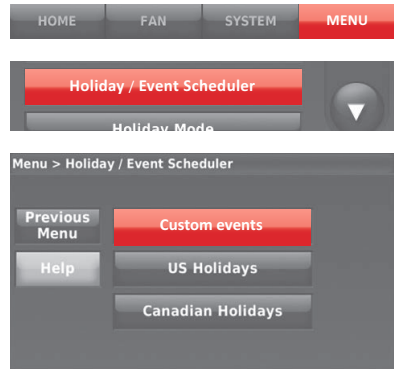 HOME FAN SYSTEM MENU
Holiday / Event Scheduler
Holiday Mode
Menu > Holiday / Event Scheduler
Previous
Menu
Custom events
Help
US Holidays
Canadian Holidays